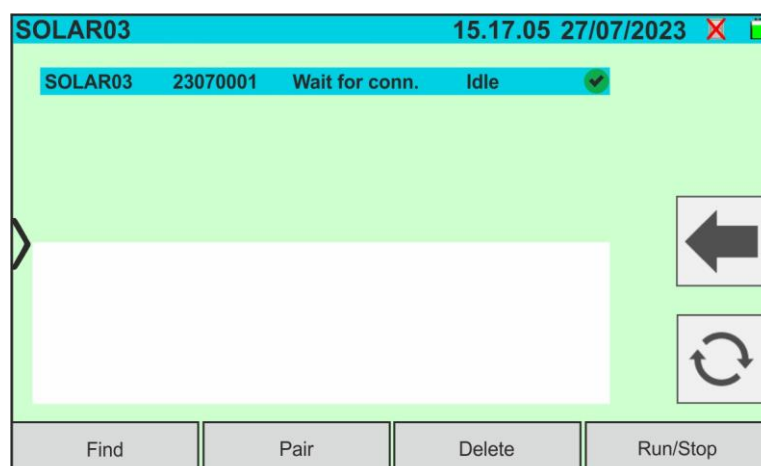 SOLAR03 15.17.05 27/07/2023
SOLAR03 23070001 Wait for conn. Idle
Find Pair Delete Run/Stop